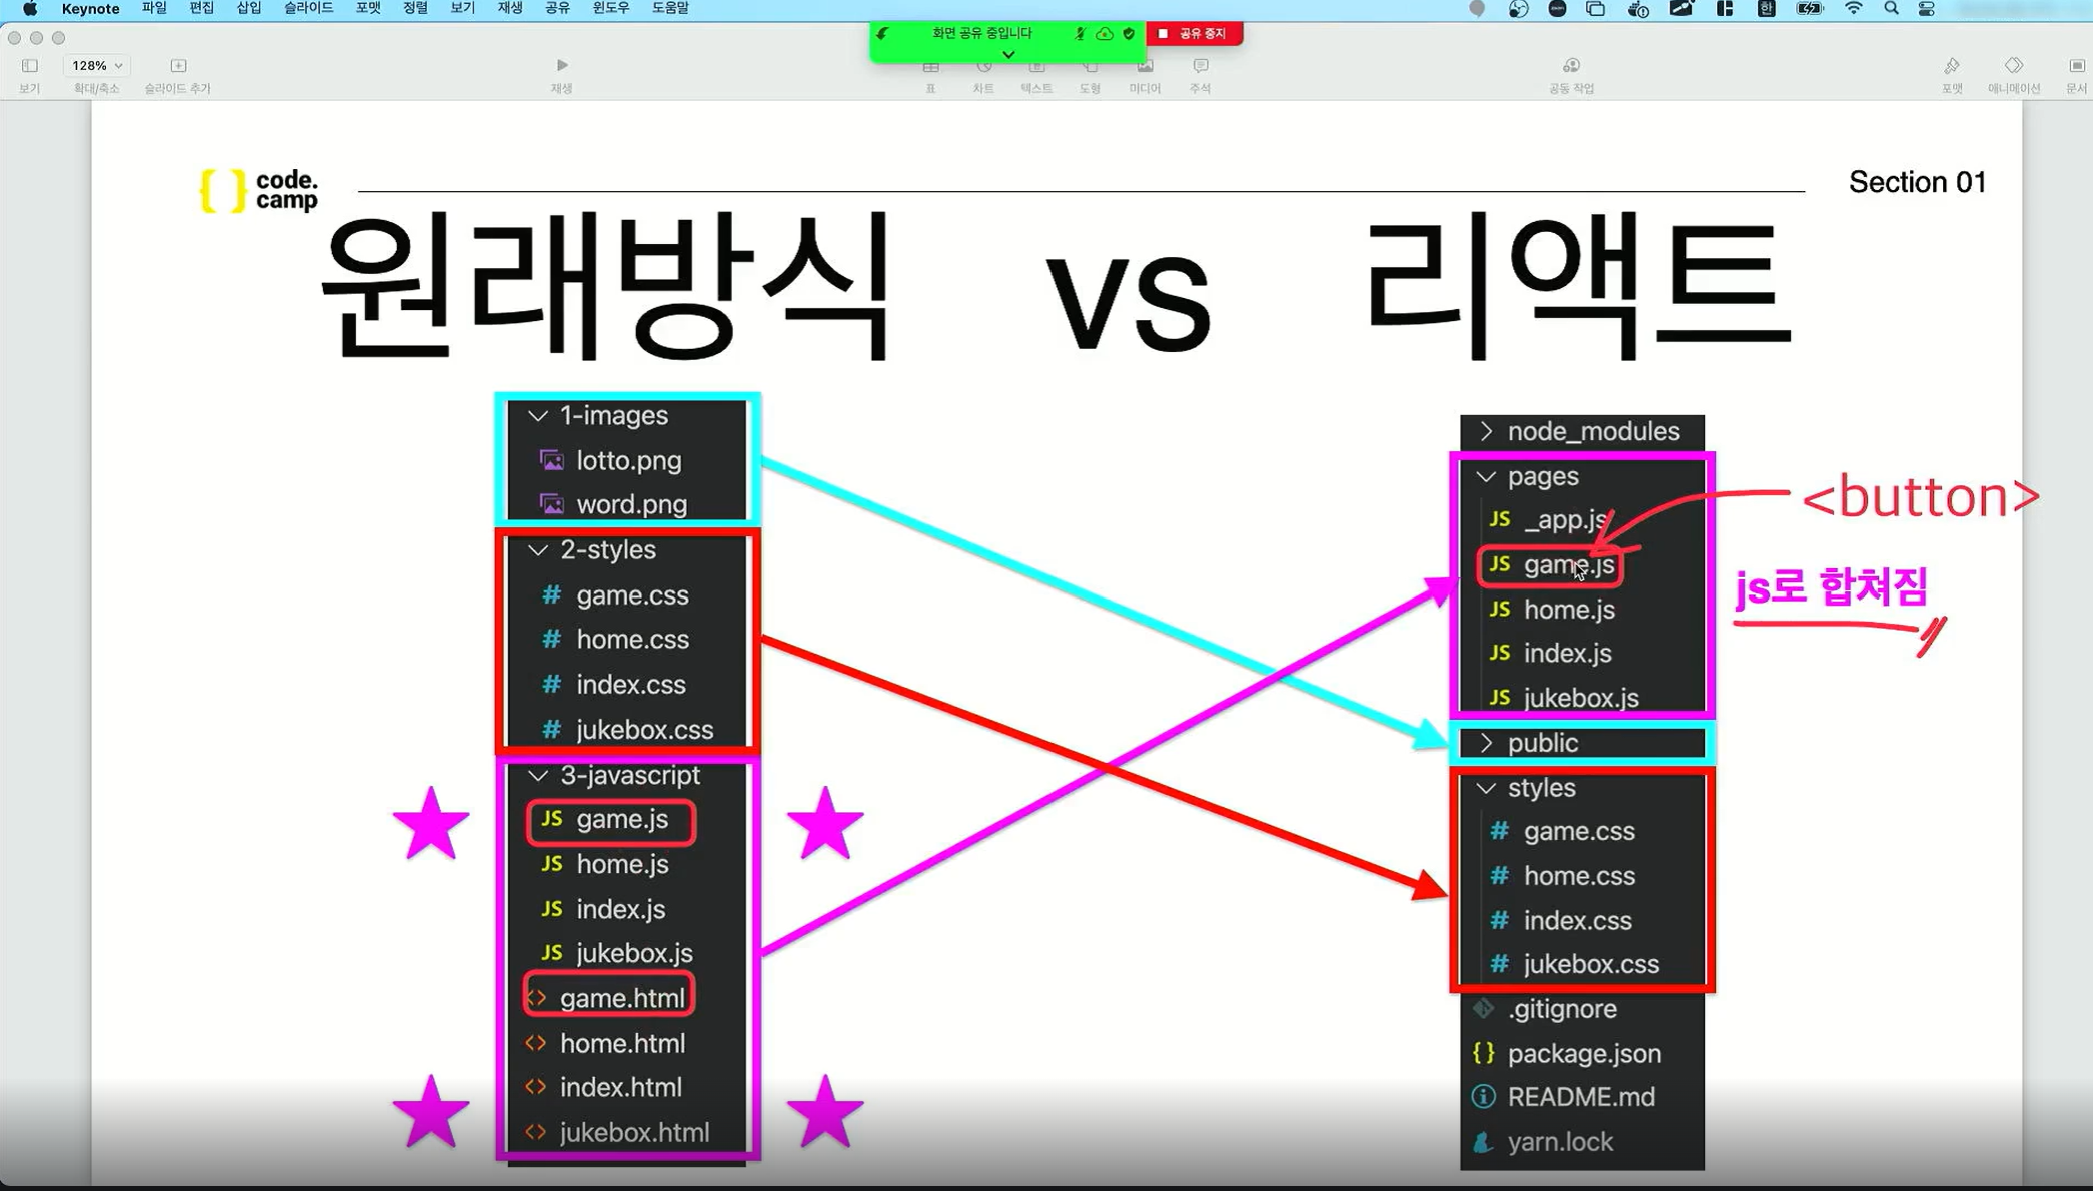 Keynote 파일 편집 삽입 슬라이드 포맷 정렬 보기 재생 공유 윈도우 도움말
한
화면 공유 중입니다
공유 중지
128%
보기 확대/축소 슬라이드 추가 재생 표 차트 텍스트 도형 미디어 주석 공동 작업 포맷 애니메이션 문서
{ } code.
camp
Section 01
원래방식 vs 리액트
1-images
lotto.png
word.png
2-styles
# game.css
# home.css
# index.css
# jukebox.css
3-javascript
JS game.js
JS home.js
JS index.js
JS jukebox.js
<> game.html
<> home.html
<> index.html
<> jukebox.html
node_modules
pages
JS _app.js
JS game.js
JS home.js
JS index.js
JS jukebox.js
public
styles
# game.css
# home.css
# index.css
# jukebox.css
.gitignore
{} package.json
README.md
yarn.lock
<button>
js로 합쳐짐